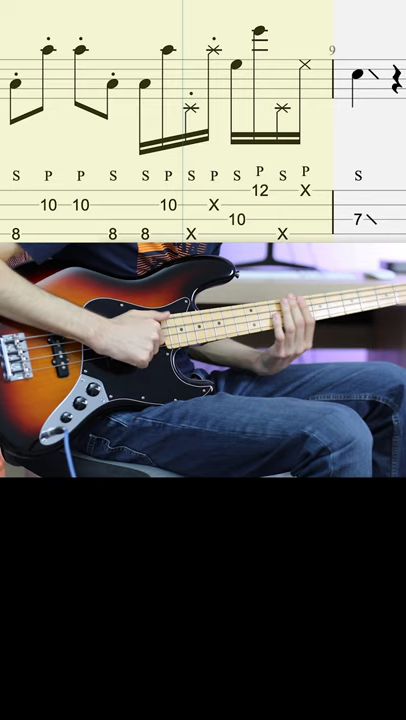 9
S P P S S P S P S P S P S
12 X
10 10 10 X
10 7
8 8 8 X X